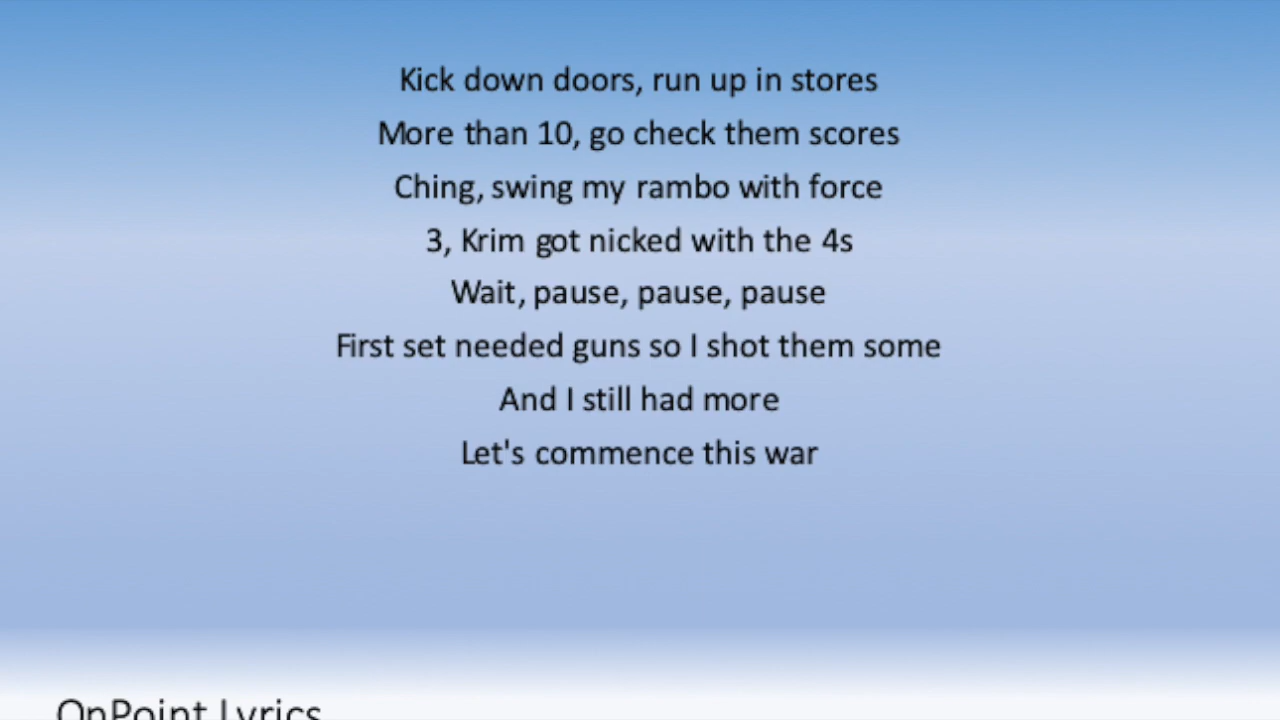 Kick down doors, run up in stores
More than 10, go check them scores
Ching, swing my rambo with force
3, Krim got nicked with the 4s
Wait, pause, pause, pause
First set needed guns so I shot them some
And I still had more
Let's commence this war
OnPoint Lyrics